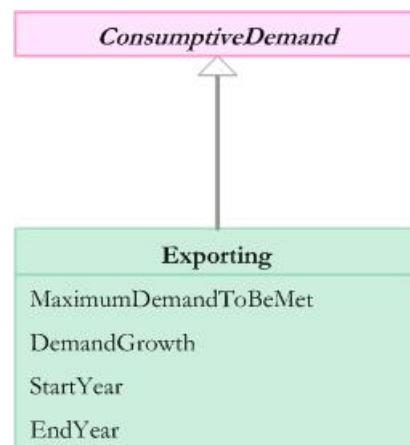 ConsumptiveDemand
Exporting
MaximumDemandToBeMet
DemandGrowth
StartYear
EndYear